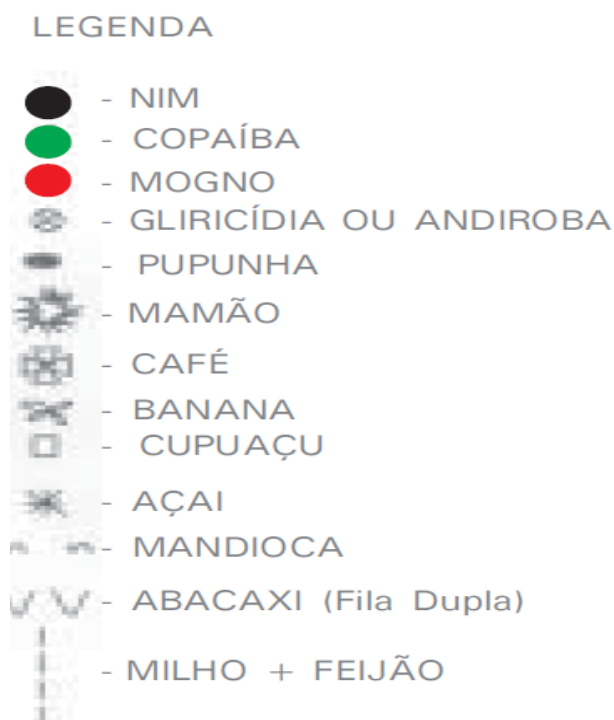 LEGENDA
- NIM
- COPAÍBA
- MOGNO
- GLIRICÍDIA OU ANDIROBA
- PUPUNHA
- MAMÃO
- CAFÉ
- BANANA
- CUPUAÇU
- AÇAI
- MANDIOCA
- ABACAXI (Fila Dupla)
- MILHO + FEIJÃO